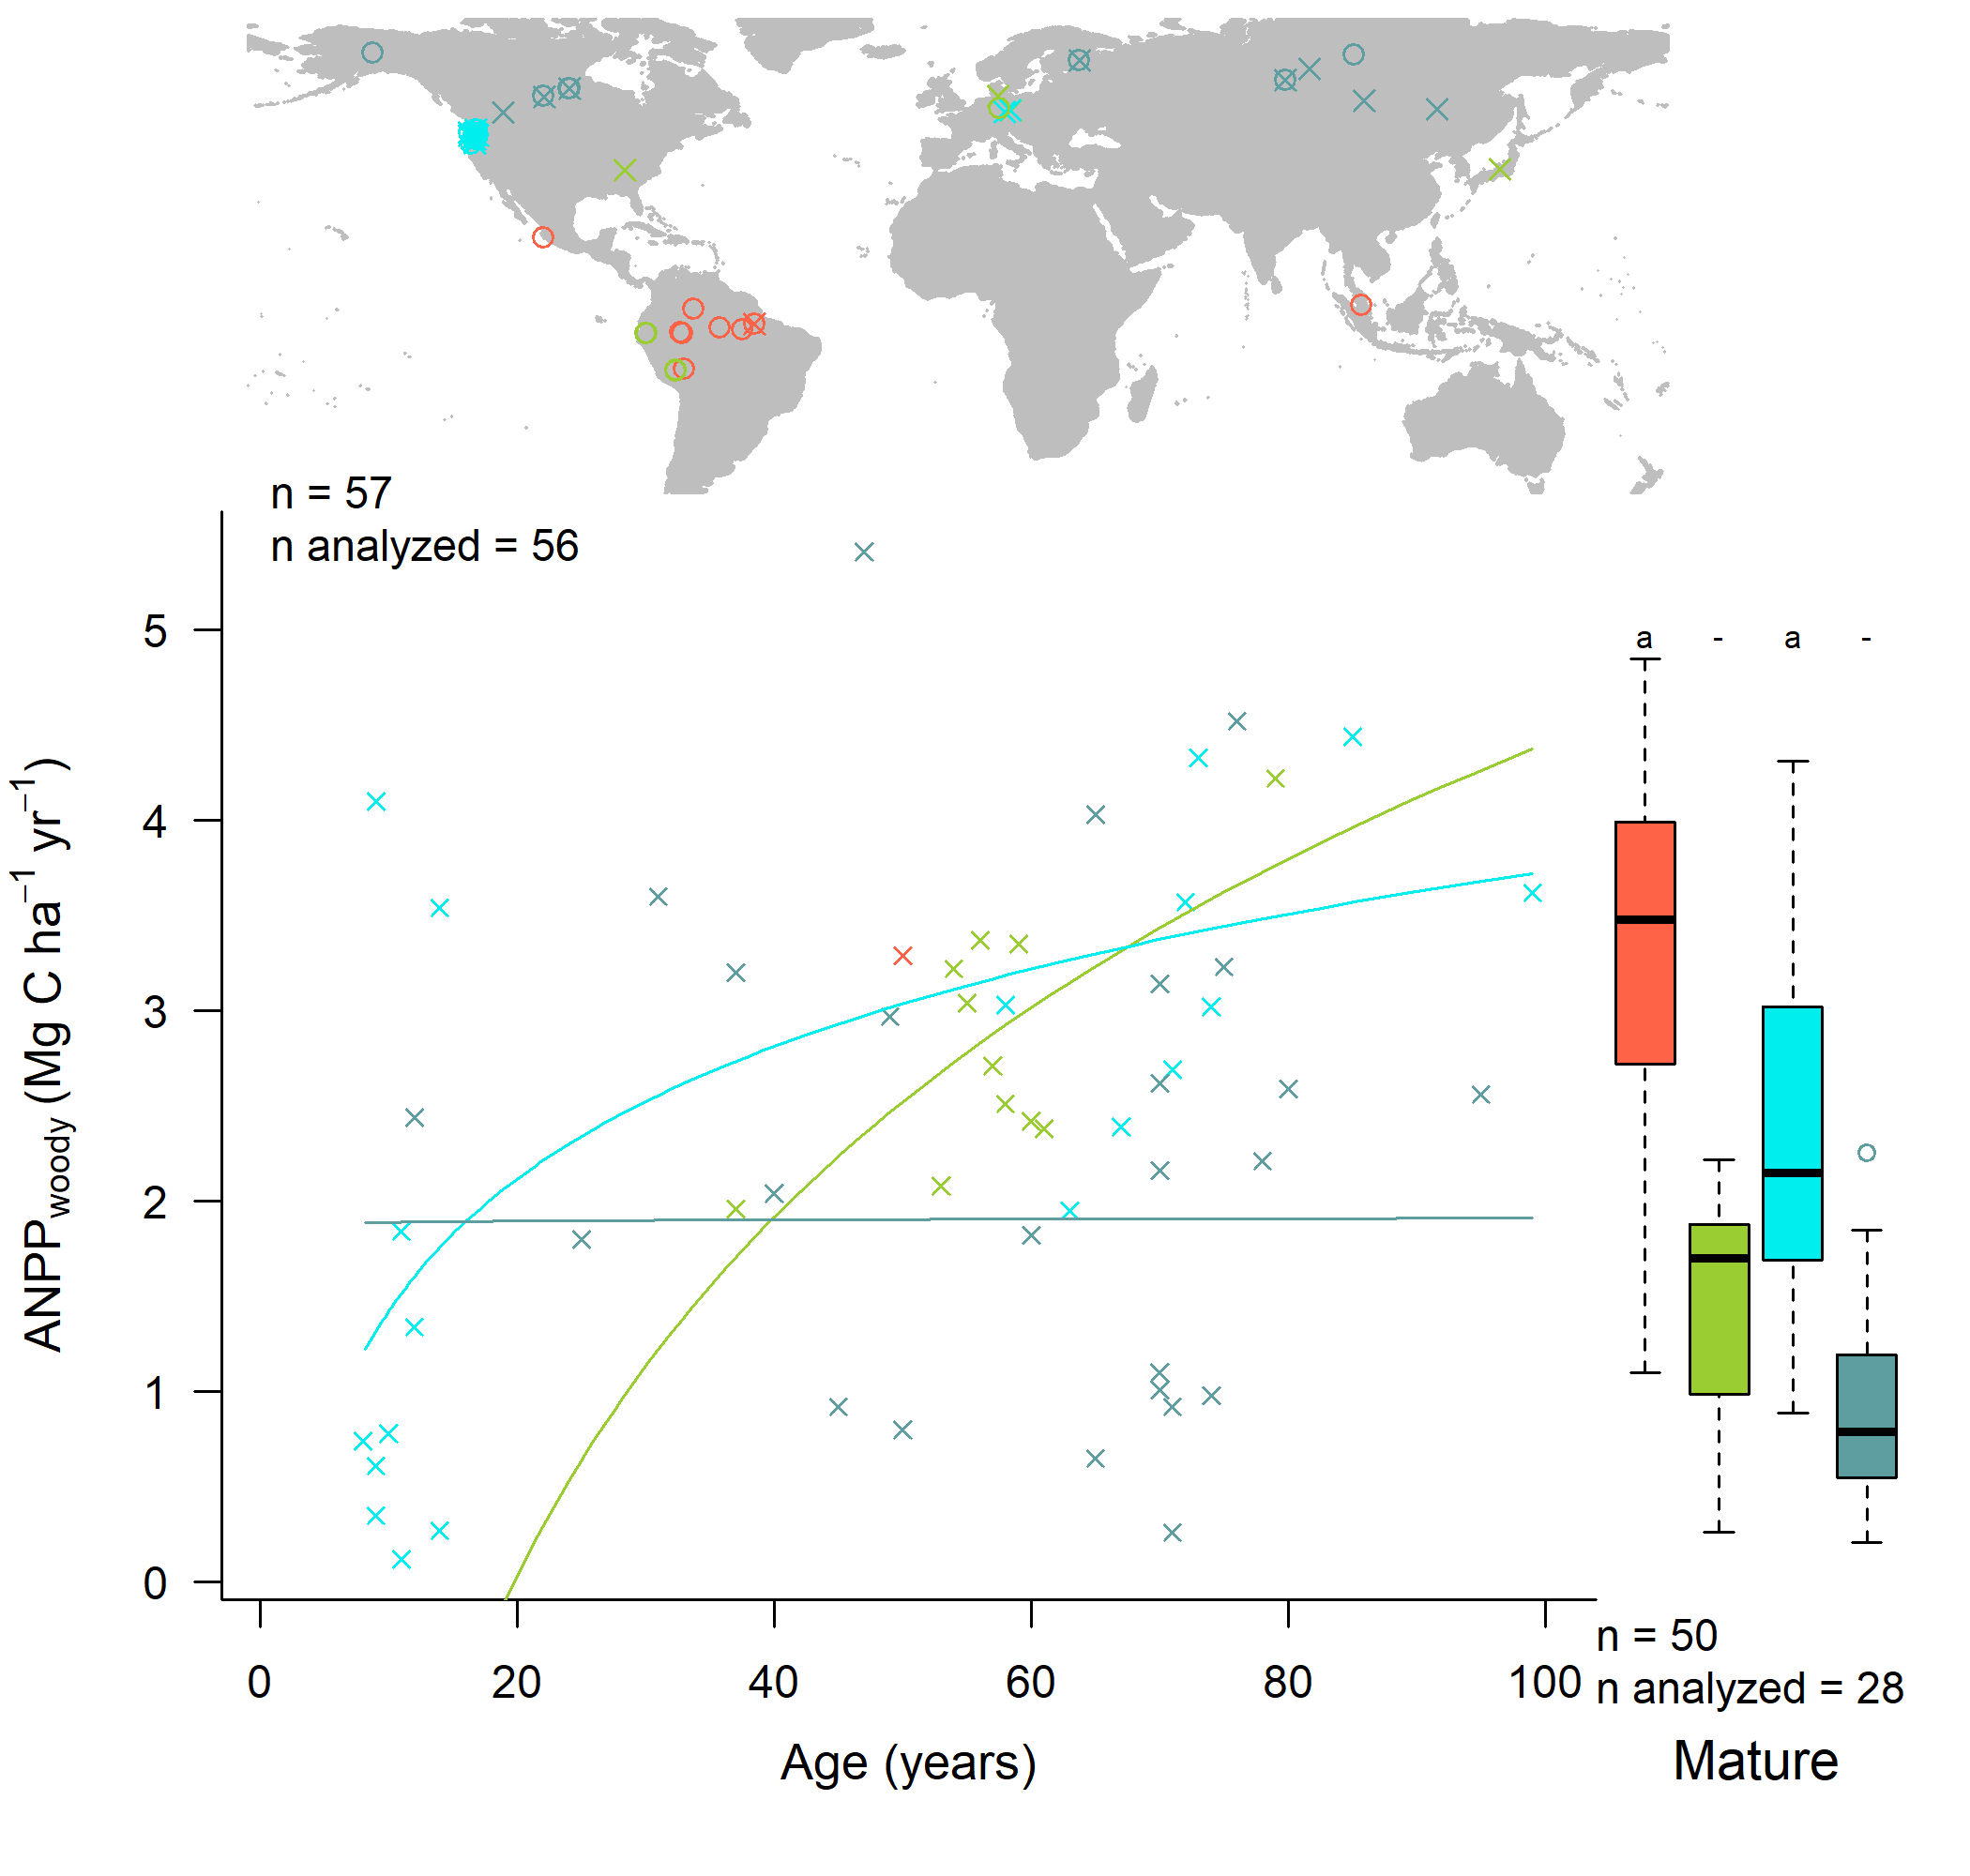 n = 57
n analyzed = 56
5
4
3
2
1
0
ANPPwoody (Mg C ha−1 yr−1)
a - a -
0 20 40 60 80 100
Age (years)
n = 50
n analyzed = 28
Mature